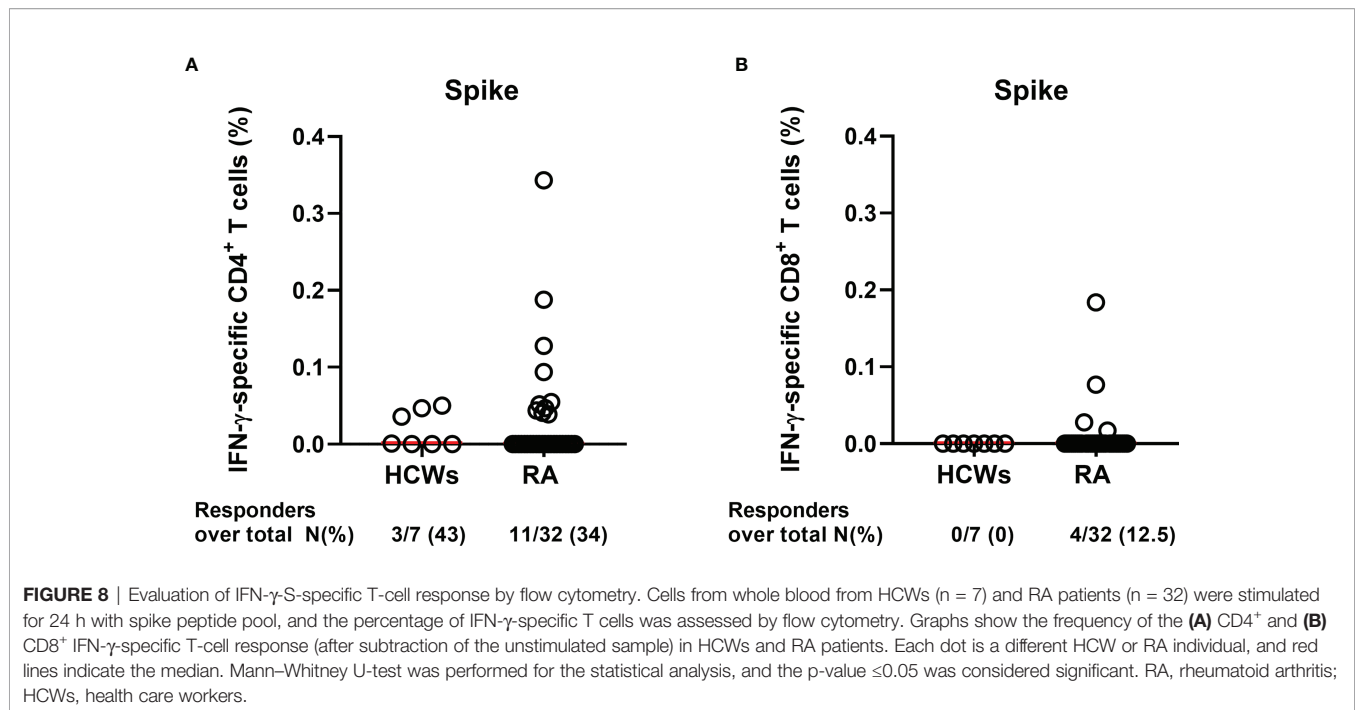 A
Spike
IFN-γ-specific CD4+ T cells (%)
0.4
0.3
0.2
0.1
0.0
HCWs RA
Responders
over total N(%) 3/7 (43) 11/32 (34)
B
Spike
IFN-γ-specific CD8+ T cells (%)
0.4
0.3
0.2
0.1
0.0
HCWs RA
Responders
over total N(%) 0/7 (0) 4/32 (12.5)
FIGURE 8 | Evaluation of IFN-γ-S-specific T-cell response by flow cytometry. Cells from whole blood from HCWs (n = 7) and RA patients (n = 32) were stimulated
for 24 h with spike peptide pool, and the percentage of IFN-γ-specific T cells was assessed by flow cytometry. Graphs show the frequency of the (A) CD4+ and (B)
CD8+ IFN-γ-specific T-cell response (after subtraction of the unstimulated sample) in HCWs and RA patients. Each dot is a different HCW or RA individual, and red
lines indicate the median. Mann–Whitney U-test was performed for the statistical analysis, and the p-value ≤0.05 was considered significant. RA, rheumatoid arthritis;
HCWs, health care workers.